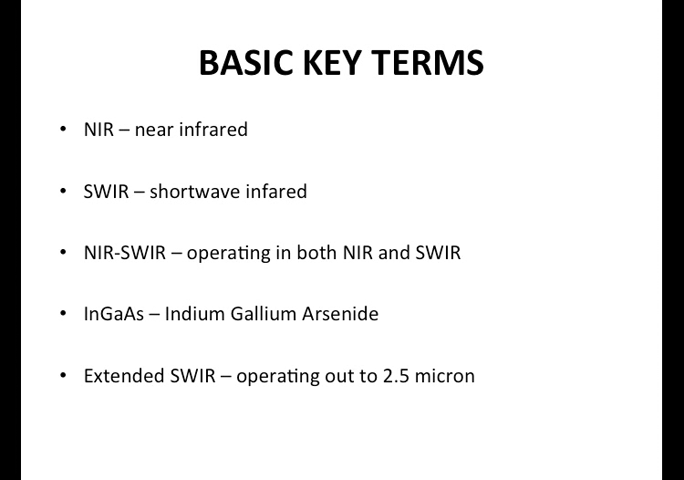 BASIC KEY TERMS
• NIR – near infrared
• SWIR – shortwave infared
• NIR-SWIR – operating in both NIR and SWIR
• InGaAs – Indium Gallium Arsenide
• Extended SWIR – operating out to 2.5 micron